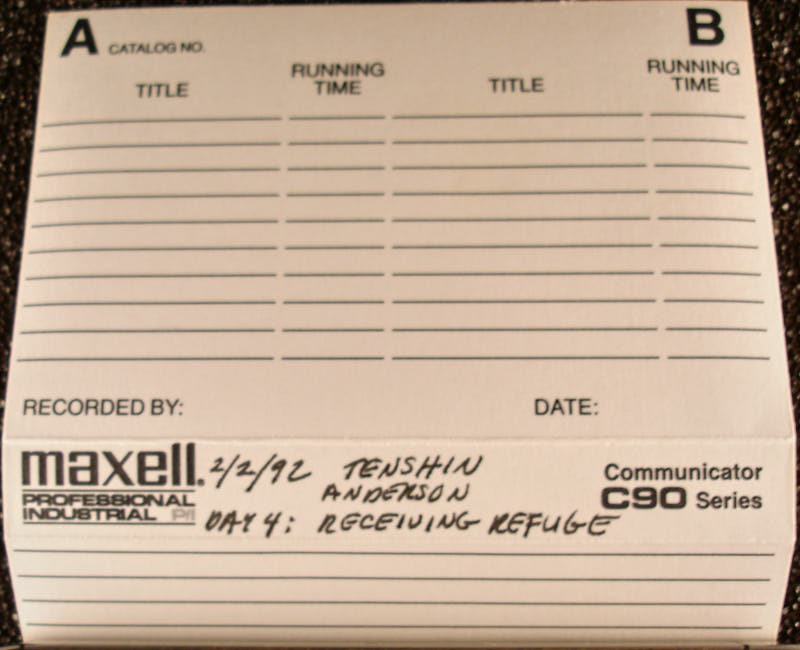 A CATALOG NO. B
TITLE RUNNING TIME TITLE RUNNING TIME
RECORDED BY: DATE:
maxell. 2/2/92 TENSHIN ANDERSON
PROFESSIONAL INDUSTRIAL P/I
DAY 4: RECEIVING REFUGE
Communicator
C90 Series